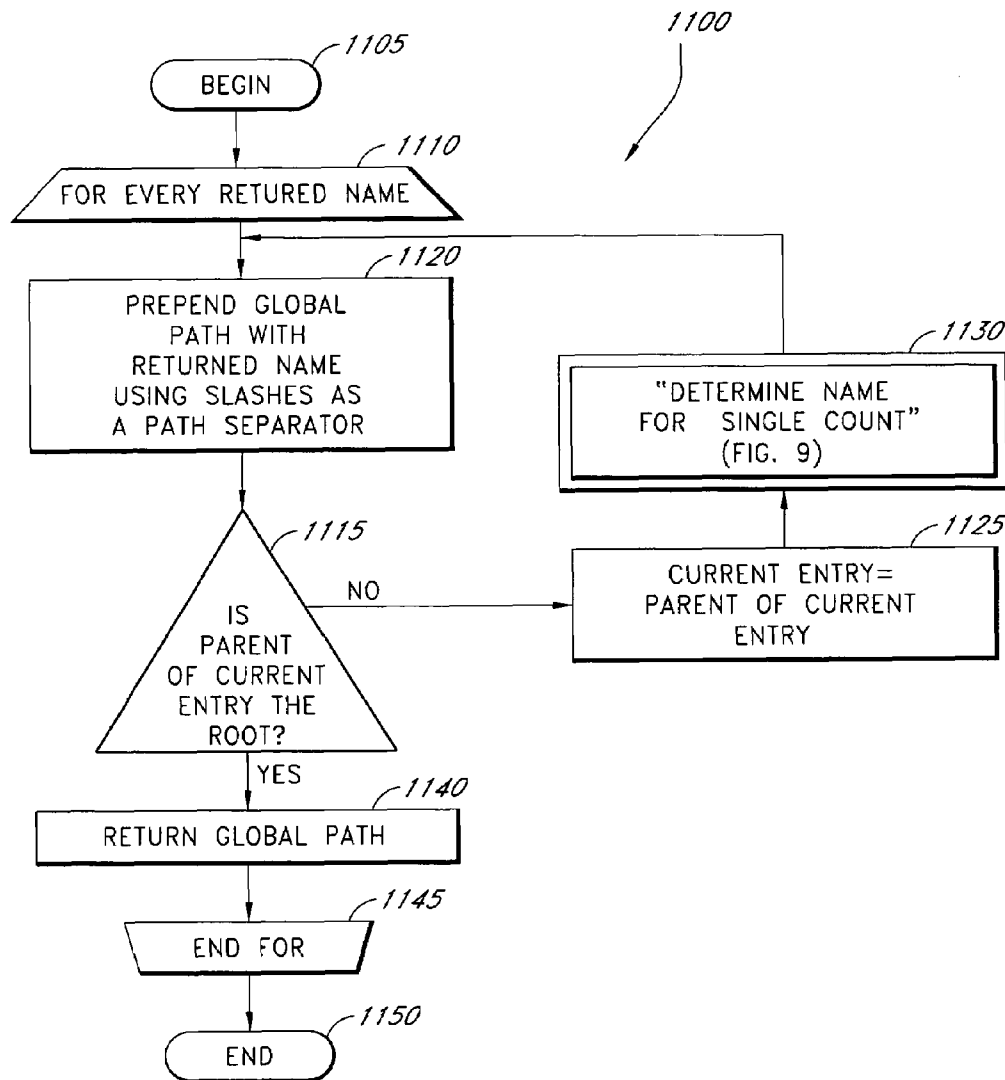 1100
1105
BEGIN
1110
FOR EVERY RETURED NAME
1120
PREPEND GLOBAL
PATH WITH
RETURNED NAME
USING SLASHES AS
A PATH SEPARATOR
1130
"DETERMINE NAME
FOR SINGLE COUNT"
(FIG. 9)
1115
IS
PARENT
OF CURRENT
ENTRY THE
ROOT?
NO
1125
CURRENT ENTRY=
PARENT OF CURRENT
ENTRY
YES
1140
RETURN GLOBAL PATH
1145
END FOR
1150
END